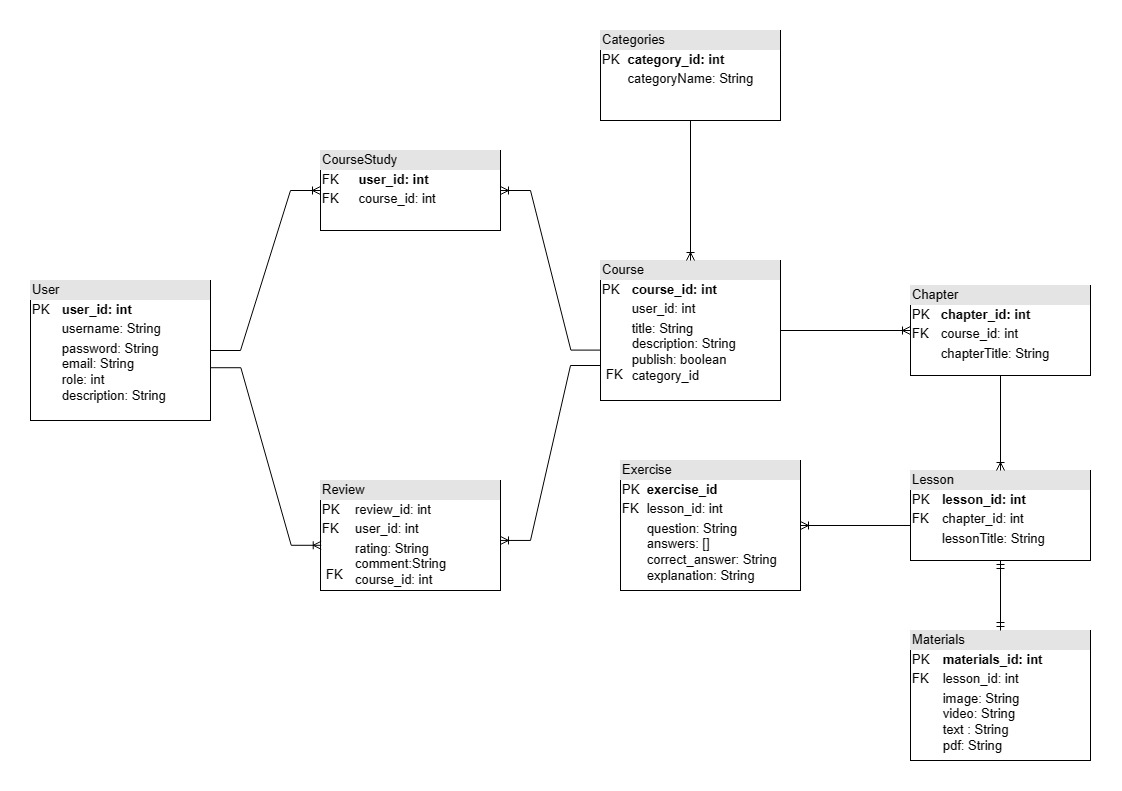 Categories
PK category_id: int
categoryName: String
CourseStudy
FK user_id: int
FK course_id: int
User
PK user_id: int
username: String
password: String
email: String
role: int
description: String
Course
PK course_id: int
user_id: int
title: String
description: String
publish: boolean
FK category_id
Chapter
PK chapter_id: int
FK course_id: int
chapterTitle: String
Review
PK review_id: int
FK user_id: int
rating: String
comment:String
FK course_id: int
Exercise
PK exercise_id
FK lesson_id: int
question: String
answers: []
correct_answer: String
explanation: String
Lesson
PK lesson_id: int
FK chapter_id: int
lessonTitle: String
Materials
PK materials_id: int
FK lesson_id: int
image: String
video: String
text : String
pdf: String